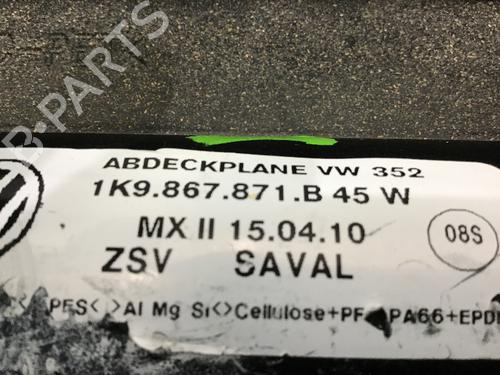 ABDECKPLANE VW 352
1K9.867.871.B 45 W
MX II 15.04.10
08S
ZSV SAVAL
PES< >Al Mg Si<>Cellulose+PF PA66+EPD
B-PARTS